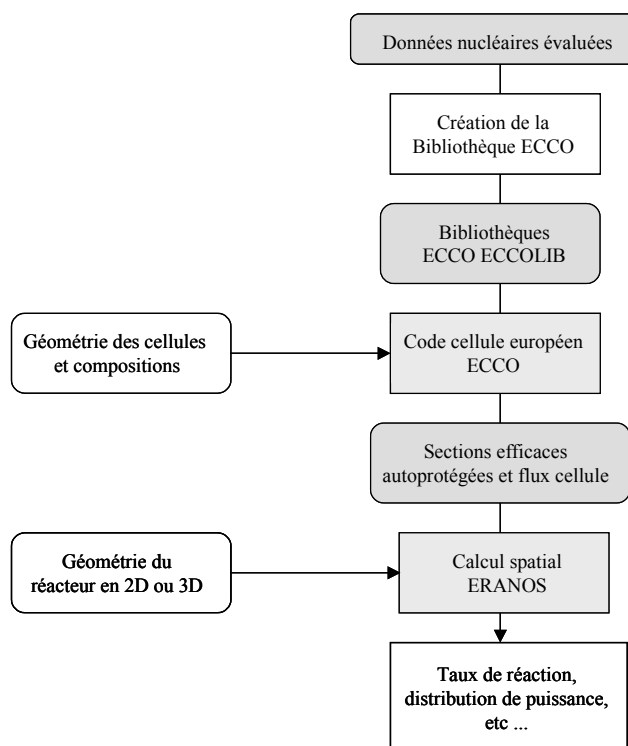 Données nucléaires évaluées
Création de la
Bibliothèque ECCO
Bibliothèques
ECCO ECCOLIB
Géométrie des cellules
et compositions
Code cellule européen
ECCO
Sections efficaces
autoprotégées et flux cellule
Géométrie du
réacteur en 2D ou 3D
Calcul spatial
ERANOS
Taux de réaction,
distribution de puissance,
etc ...